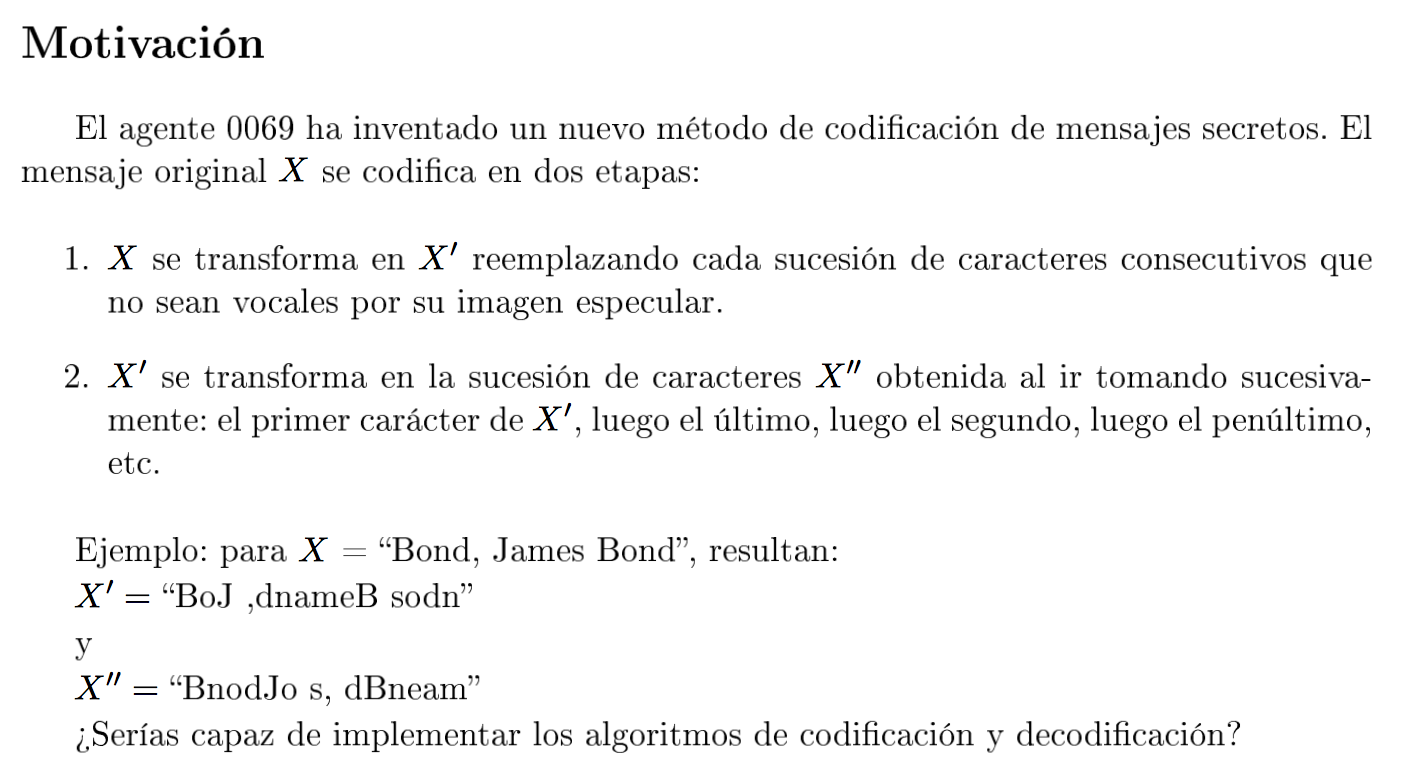 Motivación
El agente 0069 ha inventado un nuevo método de codificación de mensajes secretos. El
mensaje original X se codifica en dos etapas:
1. X se transforma en X′ reemplazando cada sucesión de caracteres consecutivos que
no sean vocales por su imagen especular.
2. X′ se transforma en la sucesión de caracteres X″ obtenida al ir tomando sucesiva-
mente: el primer carácter de X′, luego el último, luego el segundo, luego el penúltimo,
etc.
Ejemplo: para X = “Bond, James Bond”, resultan:
X′ = “BoJ ,dnameB sodn”
y
X″ = “BnodJo s, dBneam”
¿Serías capaz de implementar los algoritmos de codificación y decodificación?